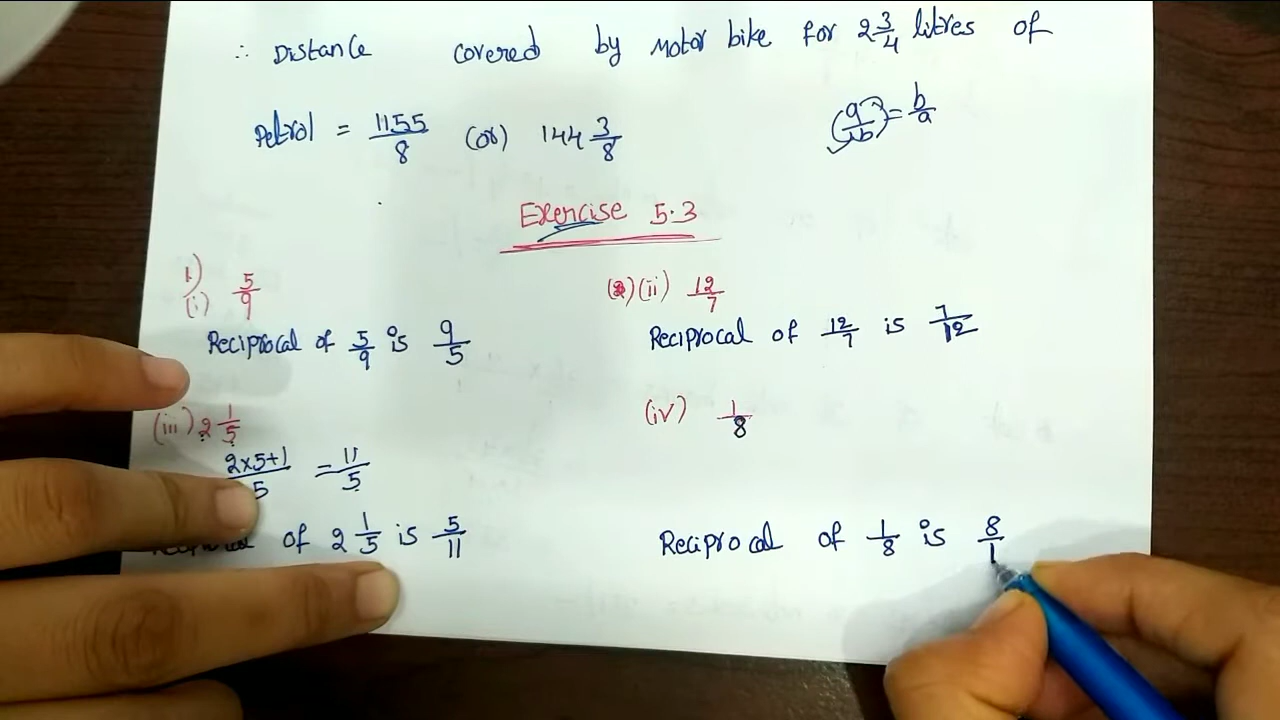 ∴ Distance covered by Motor bike for 2 3/4 litres of
Petrol = 1155/8 (or) 144 3/8
(a/b) = b/a
Exercise 5.3
1)
(i) 5/9
(2) (ii) 12/7
Reciprocal of 5/9 is 9/5
Reciprocal of 12/7 is 7/12
(iii) 2 1/5
(iv) 1/8
2×5+1/5 = 11/5
of 2 1/5 is 5/11
Reciprocal of 1/8 is 8/1